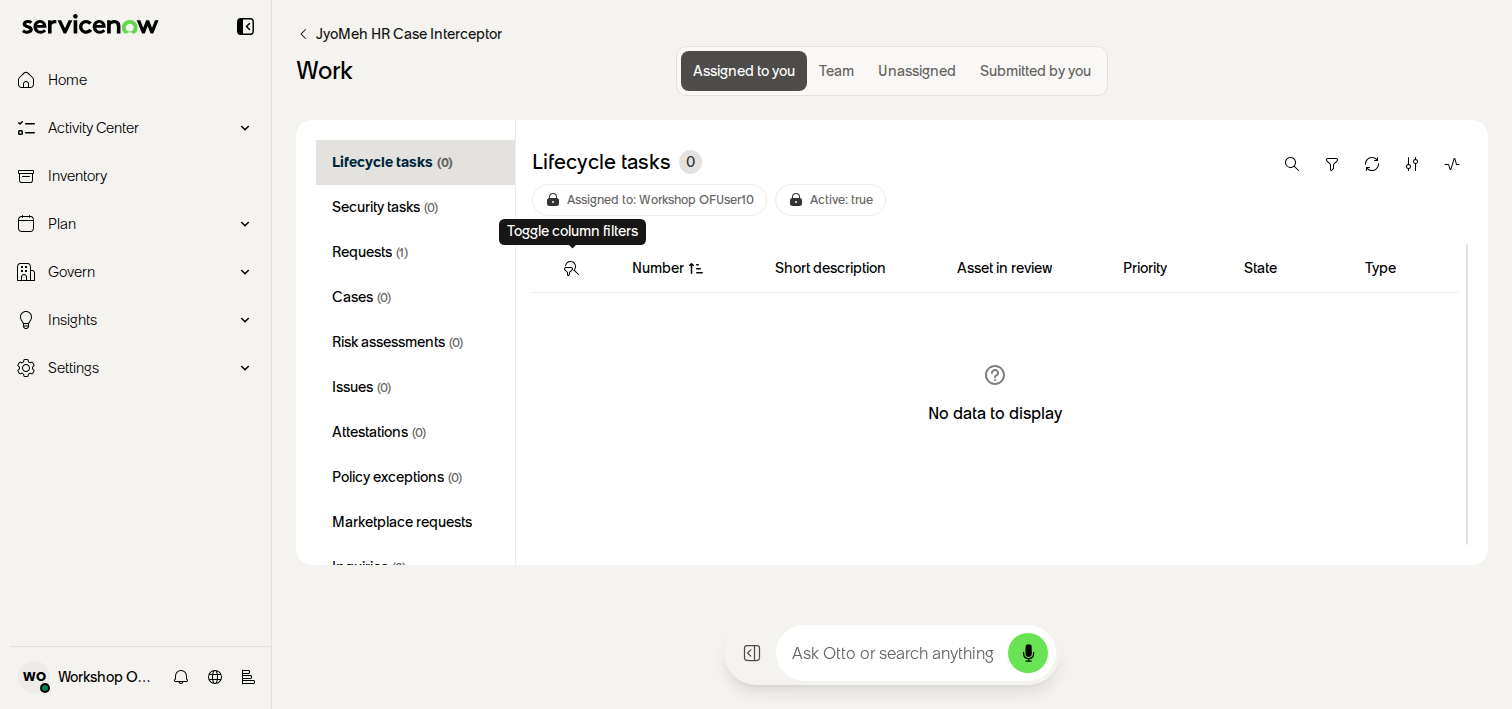 servicenow
Home
Activity Center
Inventory
Plan
Govern
Insights
Settings
WO
Workshop O...
JyoMeh HR Case Interceptor
Work
Assigned to you
Team
Unassigned
Submitted by you
Lifecycle tasks (0)
Security tasks (0)
Requests (1)
Cases (0)
Risk assessments (0)
Issues (0)
Attestations (0)
Policy exceptions (0)
Marketplace requests
Lifecycle tasks 0
Assigned to: Workshop OFUser10
Active: true
Toggle column filters
Number
Short description
Asset in review
Priority
State
Type
No data to display
Ask Otto or search anything